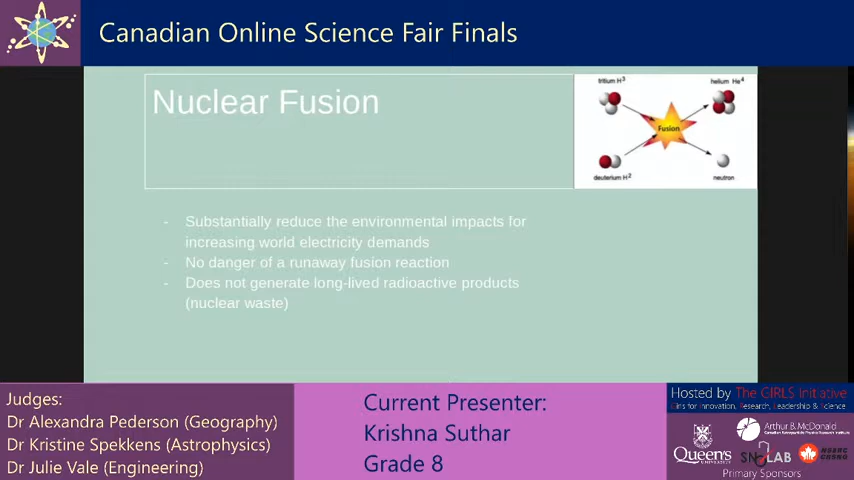 Canadian Online Science Fair Finals
Nuclear Fusion
tritium H3
helium He4
Fusion
deuterium H2
neutron
- Substantially reduce the environmental impacts for
increasing world electricity demands
- No danger of a runaway fusion reaction
- Does not generate long-lived radioactive products
(nuclear waste)
Judges:
Dr Alexandra Pederson (Geography)
Dr Kristine Spekkens (Astrophysics)
Dr Julie Vale (Engineering)
Current Presenter:
Krishna Suthar
Grade 8
Hosted by The GIRLS Initiative
Girls for Innovation, Research, Leadership & Science
Arthur B. McDonald
Queen's
UNIVERSITY
SNOLAB
NSERC
CRSNG
Primary Sponsors